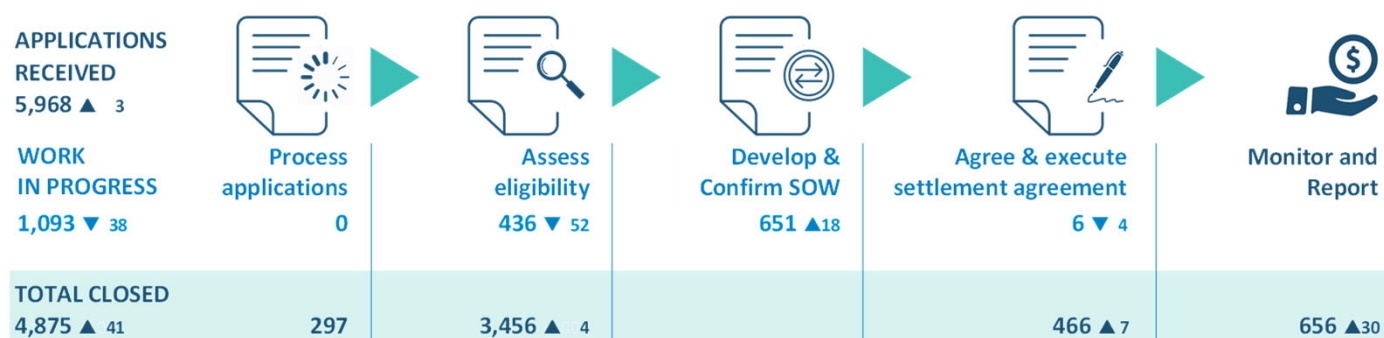 APPLICATIONS
RECEIVED
5,968 ▲ 3
$
WORK
IN PROGRESS
1,093 ▼ 38
Process
applications
0
Assess
eligibility
436 ▼ 52
Develop &
Confirm SOW
651 ▲18
Agree & execute
settlement agreement
6 ▼ 4
Monitor and
Report
TOTAL CLOSED
4,875 ▲ 41
297
3,456 ▲ 4
466 ▲ 7
656 ▲30